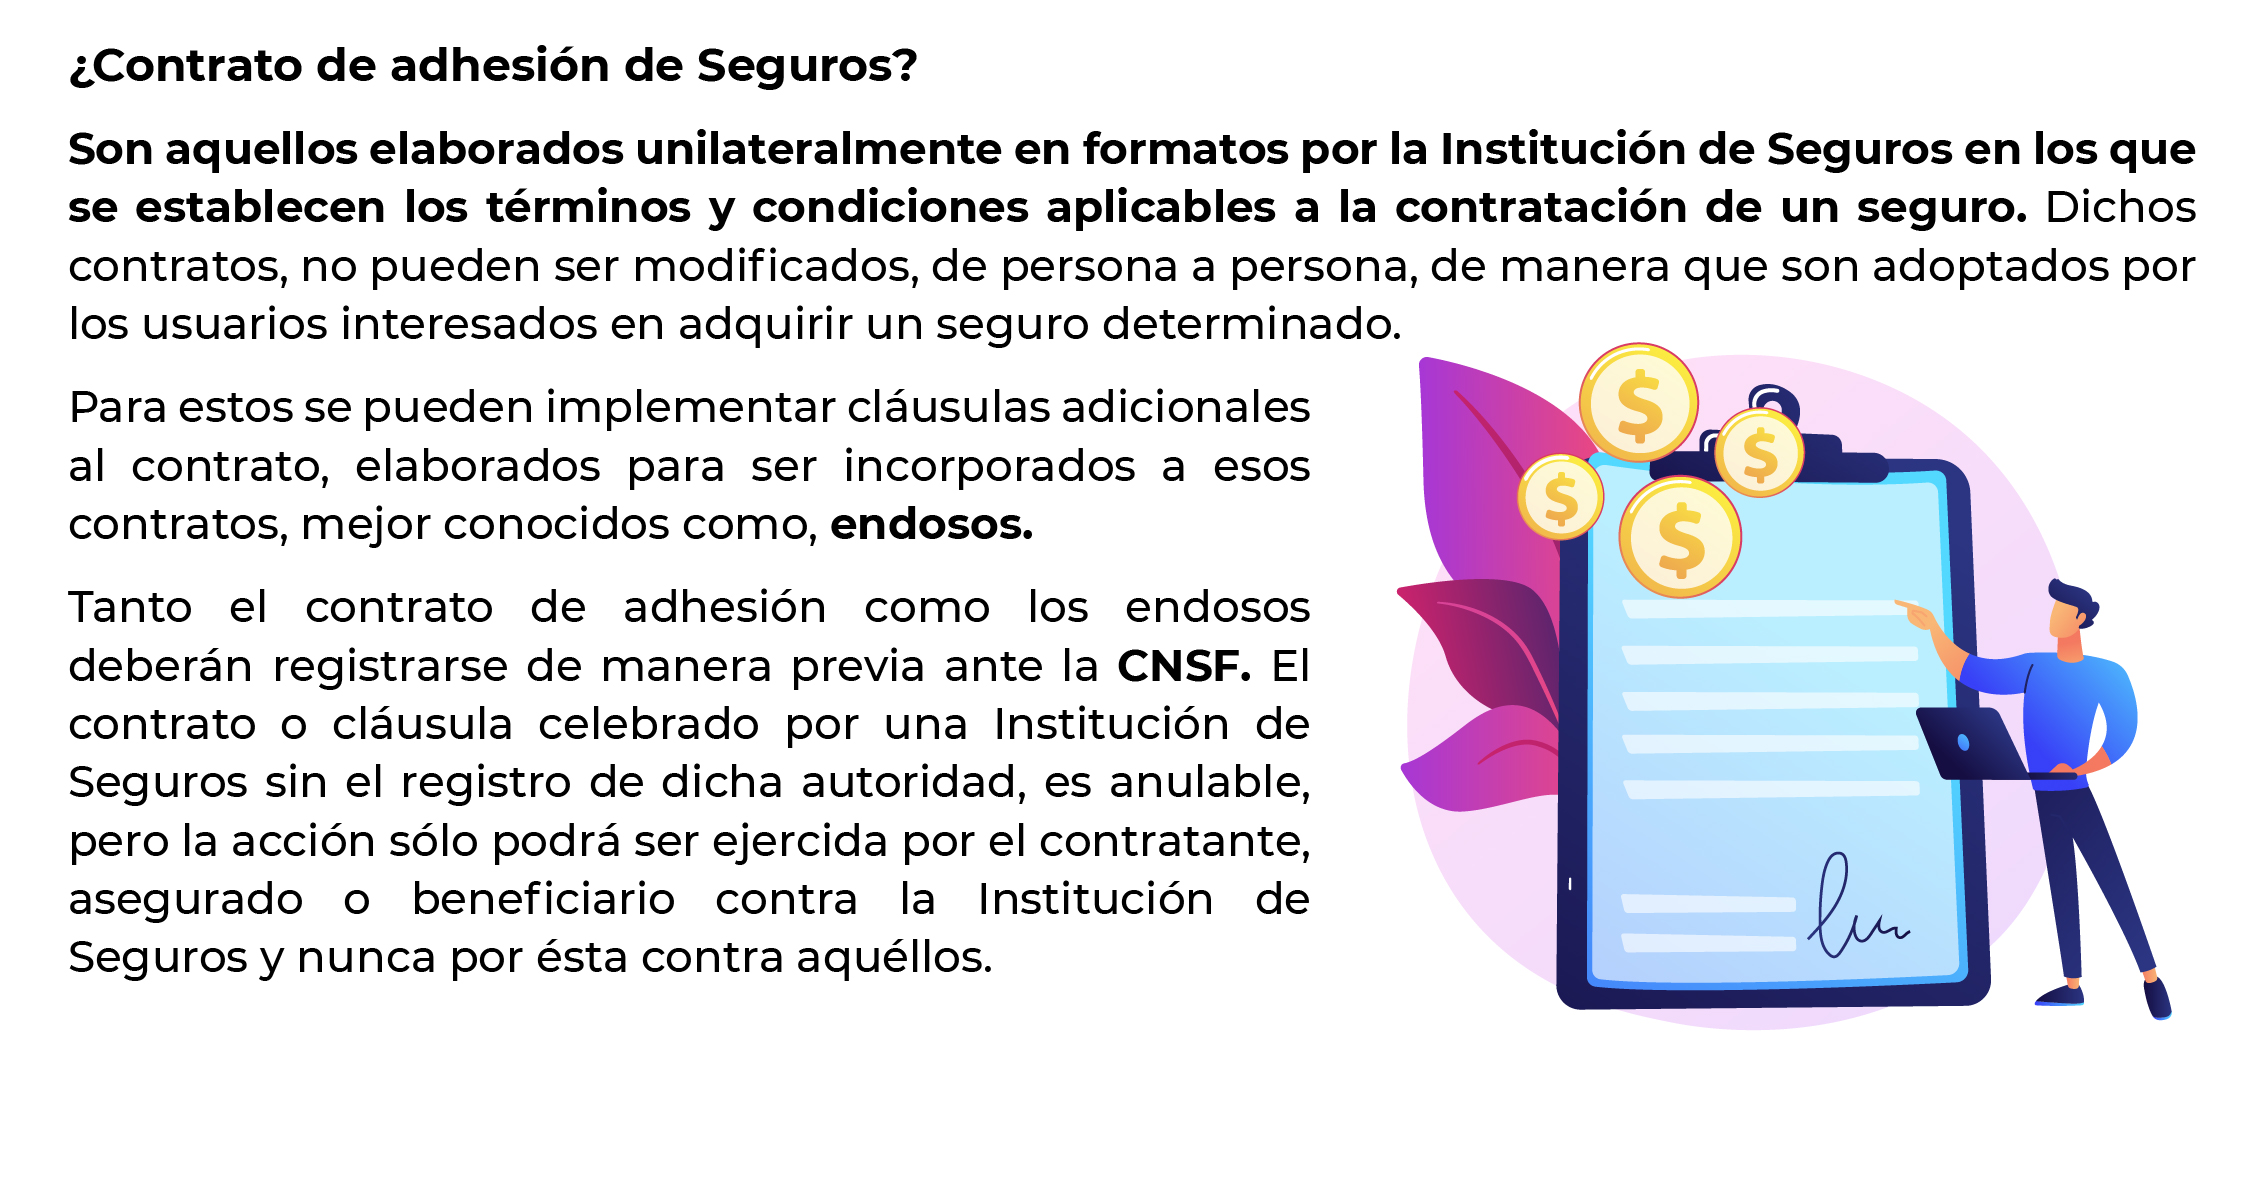 ¿Contrato de adhesión de Seguros?
Son aquellos elaborados unilateralmente en formatos por la Institución de Seguros en los que
se establecen los términos y condiciones aplicables a la contratación de un seguro. Dichos
contratos, no pueden ser modificados, de persona a persona, de manera que son adoptados por
los usuarios interesados en adquirir un seguro determinado.
Para estos se pueden implementar cláusulas adicionales
al contrato, elaborados para ser incorporados a esos
contratos, mejor conocidos como, endosos.
Tanto el contrato de adhesión como los endosos
deberán registrarse de manera previa ante la CNSF. El
contrato o cláusula celebrado por una Institución de
Seguros sin el registro de dicha autoridad, es anulable,
pero la acción sólo podrá ser ejercida por el contratante,
asegurado o beneficiario contra la Institución de
Seguros y nunca por ésta contra aquéllos.
$
$
$
$